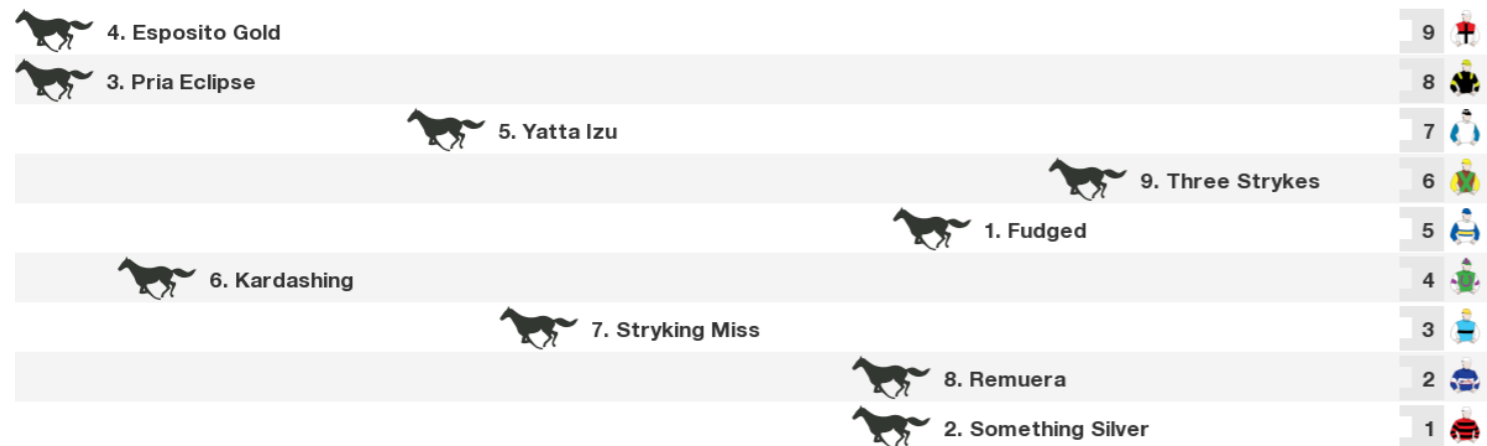 4. Esposito Gold 9
3. Pria Eclipse 8
5. Yatta Izu 7
9. Three Strykes 6
1. Fudged 5
6. Kardashing 4
7. Stryking Miss 3
8. Remuera 2
2. Something Silver 1